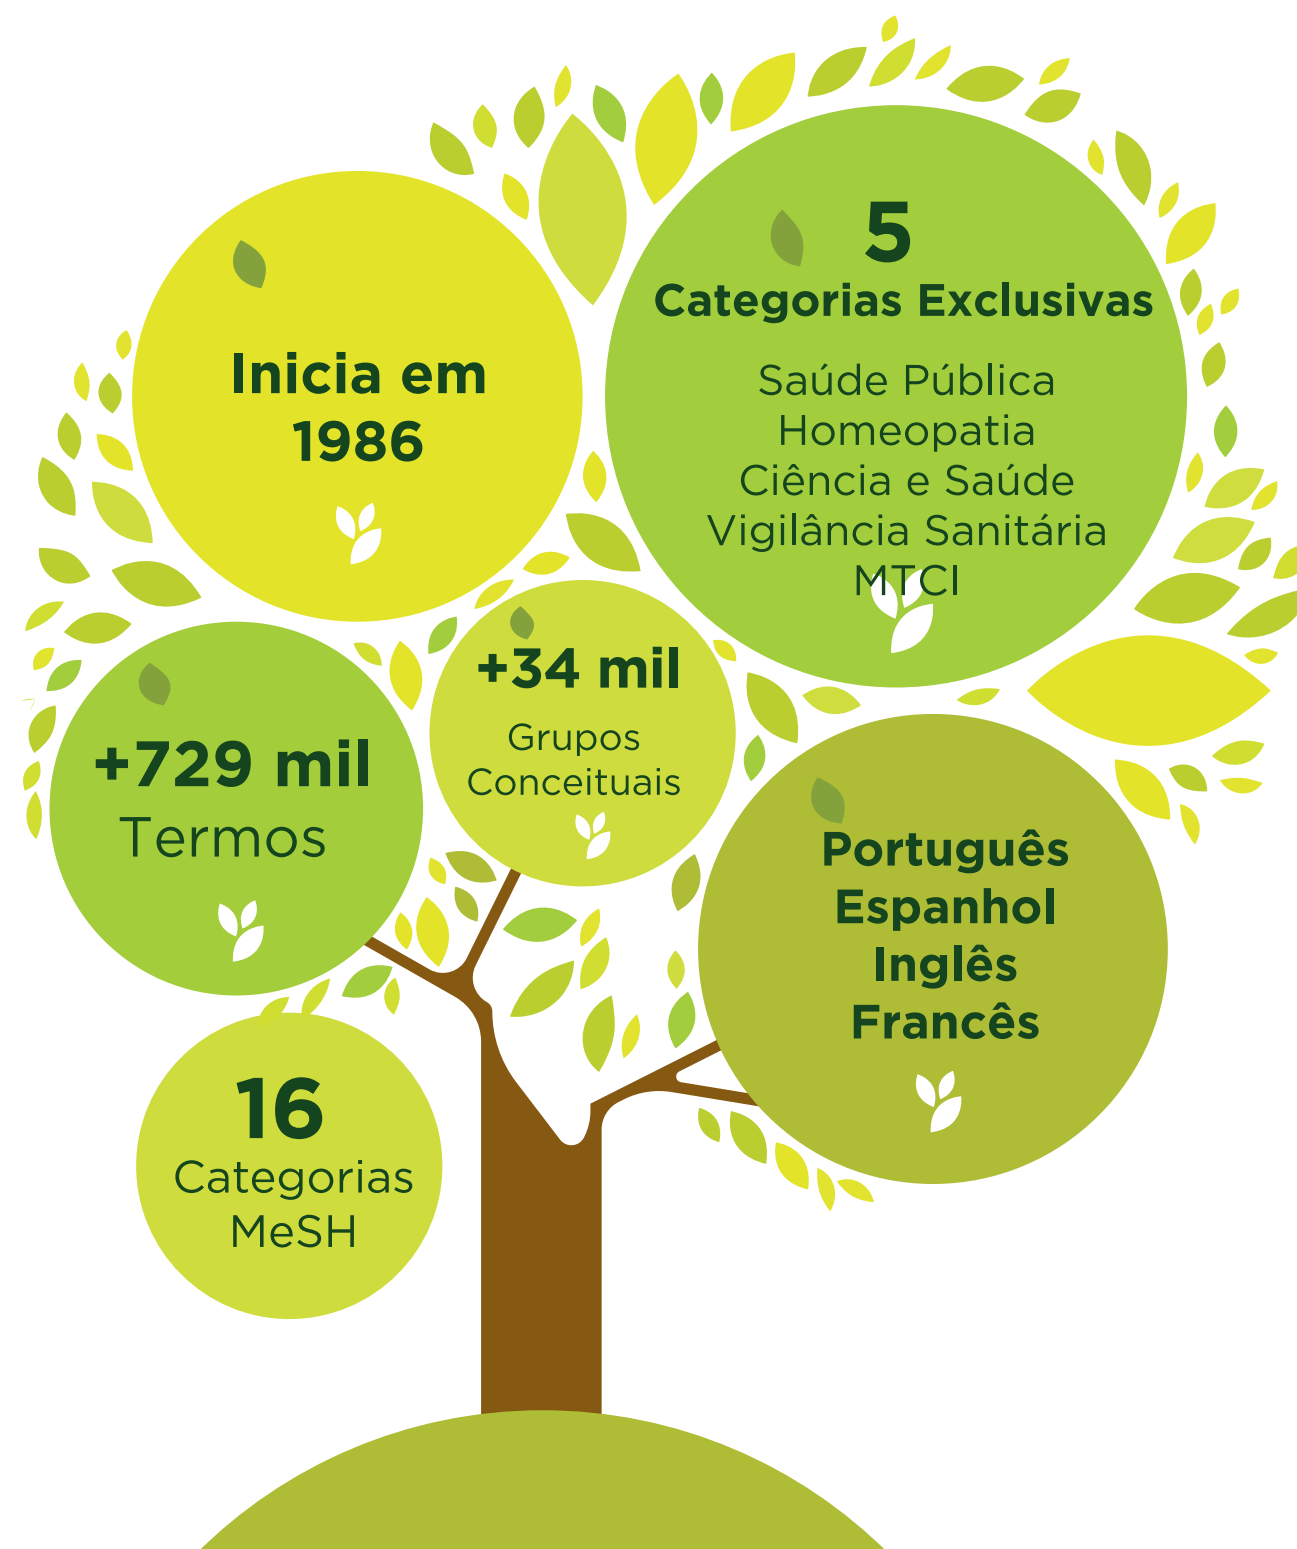 Inicia em
1986
5
Categorias Exclusivas
Saúde Pública
Homeopatia
Ciência e Saúde
Vigilância Sanitária
MTCI
+34 mil
Grupos
Conceituais
+729 mil
Termos
Português
Espanhol
Inglês
Francês
16
Categorias
MeSH